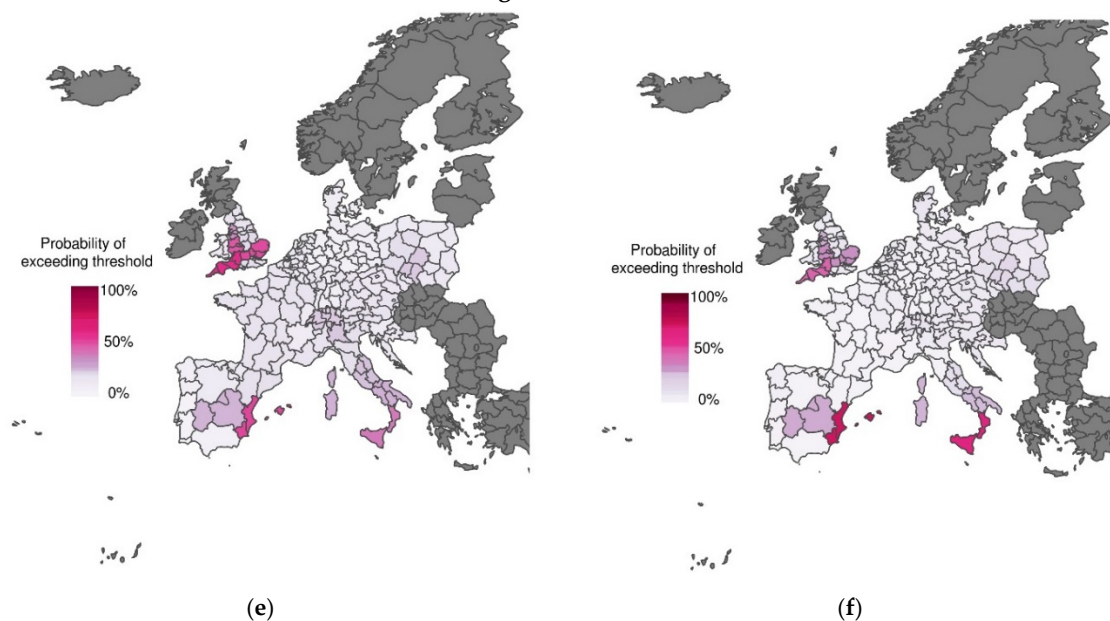 Probability of
exceeding threshold
100%
50%
0%
(e)
Probability of
exceeding threshold
100%
50%
0%
(f)